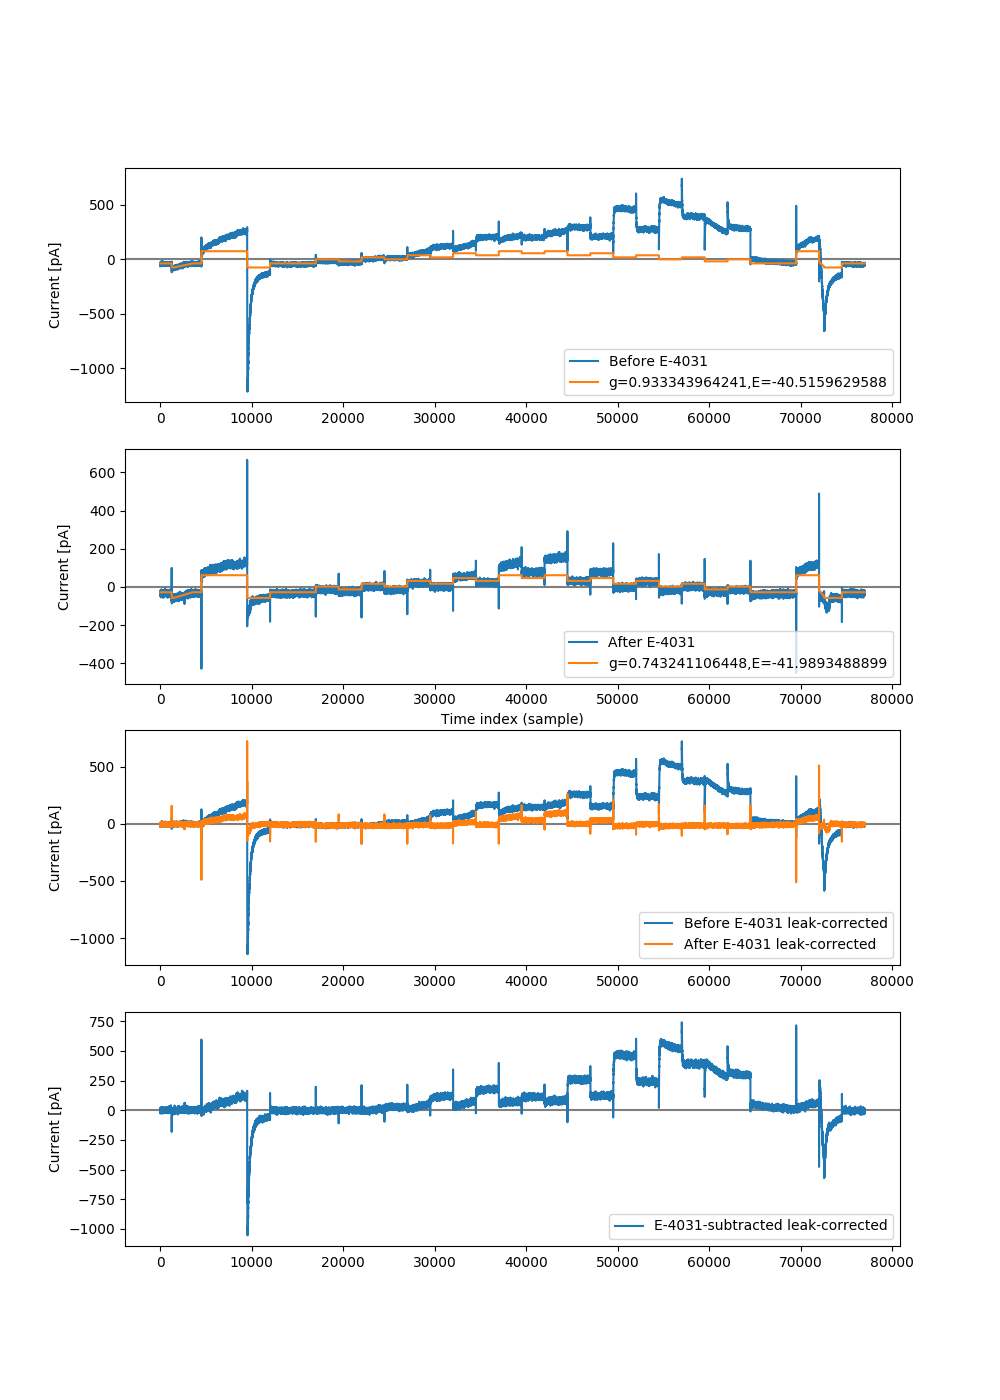 500
0
−500
−1000
Current [pA]
Before E-4031
g=0.933343964241,E=-40.5159629588
0 10000 20000 30000 40000 50000 60000 70000 80000
600
400
200
0
−200
−400
Current [pA]
After E-4031
g=0.743241106448,E=-41.9893488899
0 10000 20000 30000 40000 50000 60000 70000 80000
Time index (sample)
500
0
−500
−1000
Current [pA]
Before E-4031 leak-corrected
After E-4031 leak-corrected
0 10000 20000 30000 40000 50000 60000 70000 80000
750
500
250
0
−250
−500
−750
−1000
Current [pA]
E-4031-subtracted leak-corrected
0 10000 20000 30000 40000 50000 60000 70000 80000